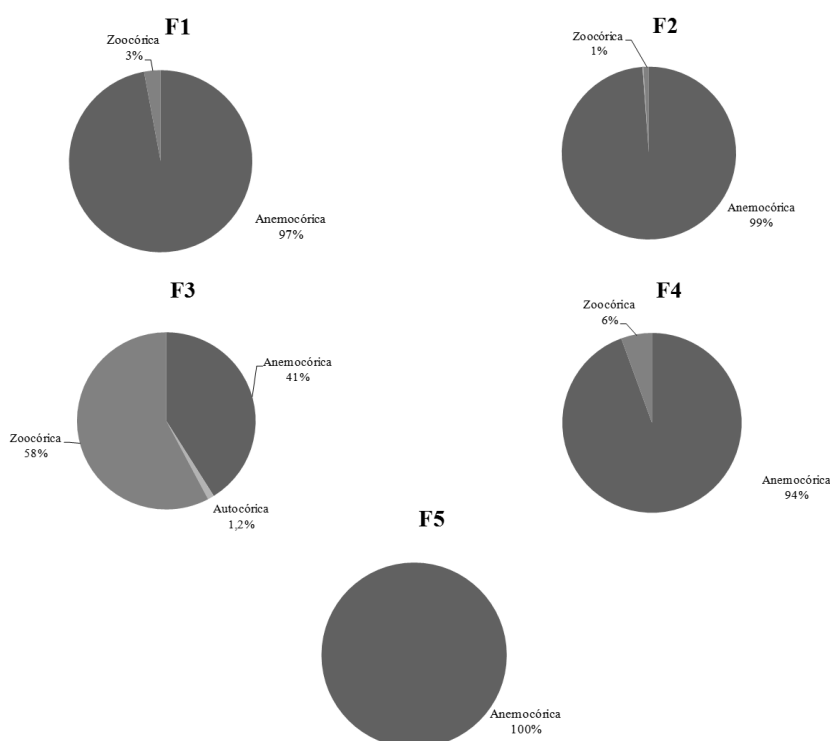 F1
Zoocórica
3%
Anemocórica
97%
F2
Zoocórica
1%
Anemocórica
99%
F3
Anemocórica
41%
Zoocórica
58%
Autocórica
1,2%
F4
Zoocórica
6%
Anemocórica
94%
F5
Anemocórica
100%